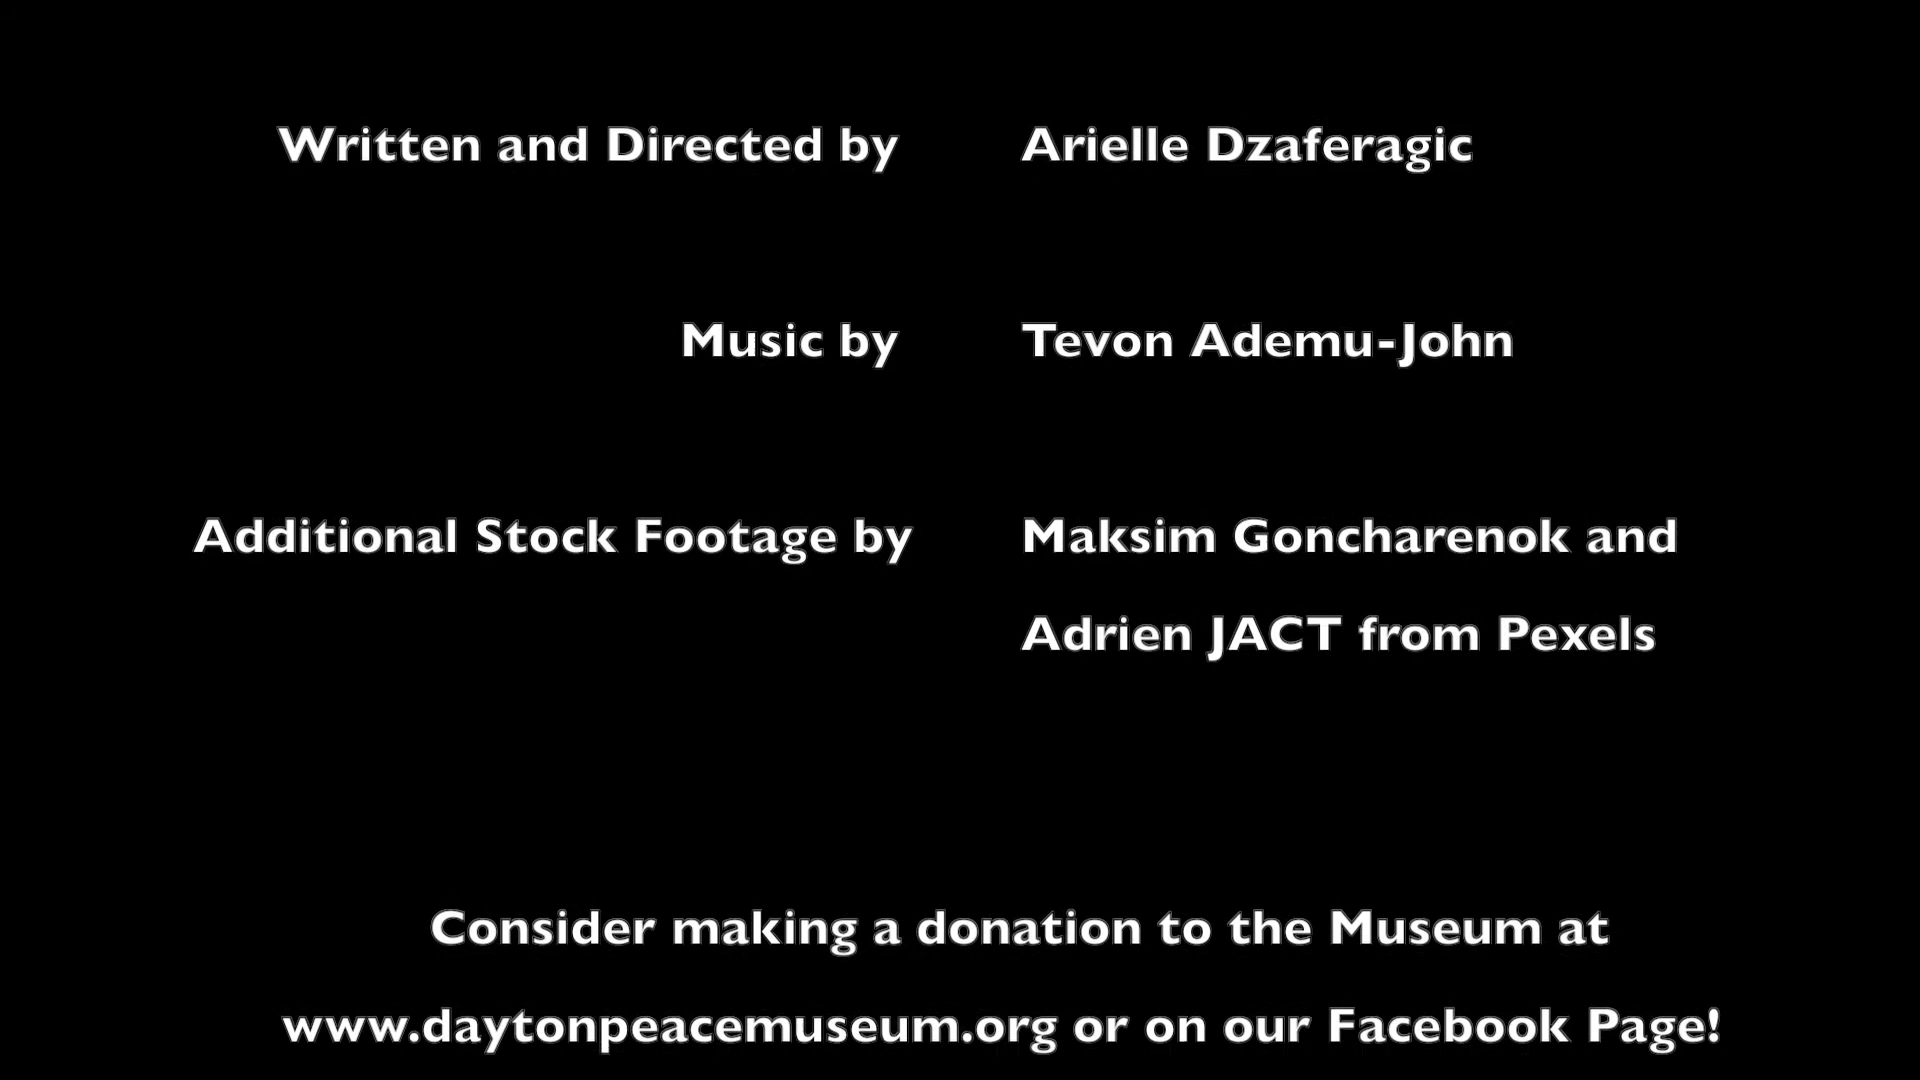 Written and Directed by Arielle Dzaferagic
Music by Tevon Ademu-John
Additional Stock Footage by Maksim Goncharenok and
Adrien JACT from Pexels
Consider making a donation to the Museum at
www.daytonpeacemuseum.org or on our Facebook Page!